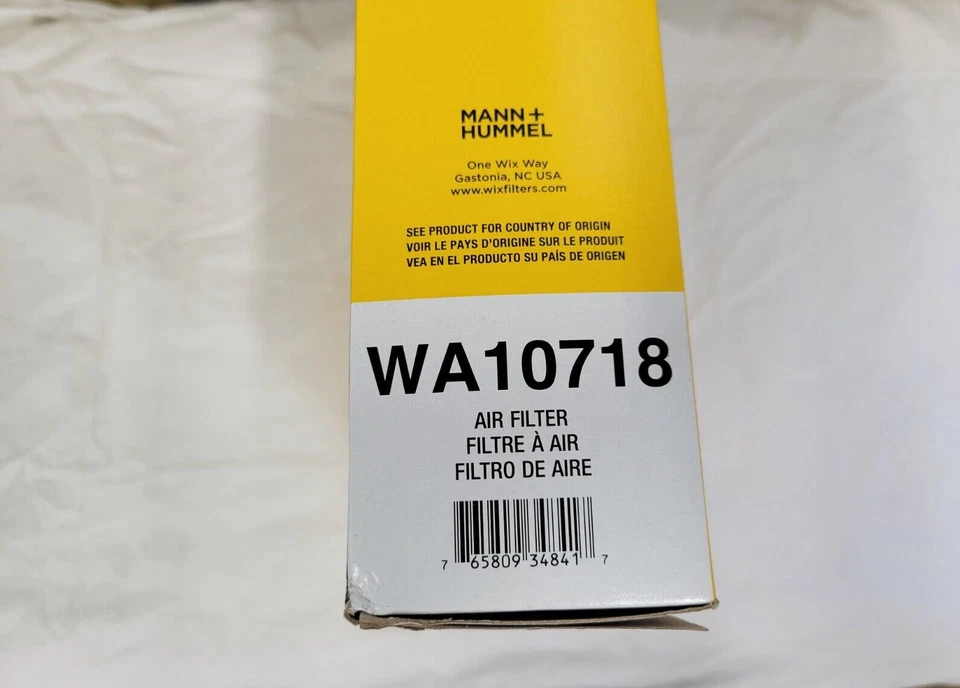 MANN+
HUMMEL
One Wix Way
Gastonia, NC USA
www.wixfilters.com
SEE PRODUCT FOR COUNTRY OF ORIGIN
VOIR LE PAYS D'ORIGINE SUR LE PRODUIT
VEA EN EL PRODUCTO SU PAÍS DE ORIGEN
WA10718
AIR FILTER
FILTRE À AIR
FILTRO DE AIRE
7 65809 34841 7